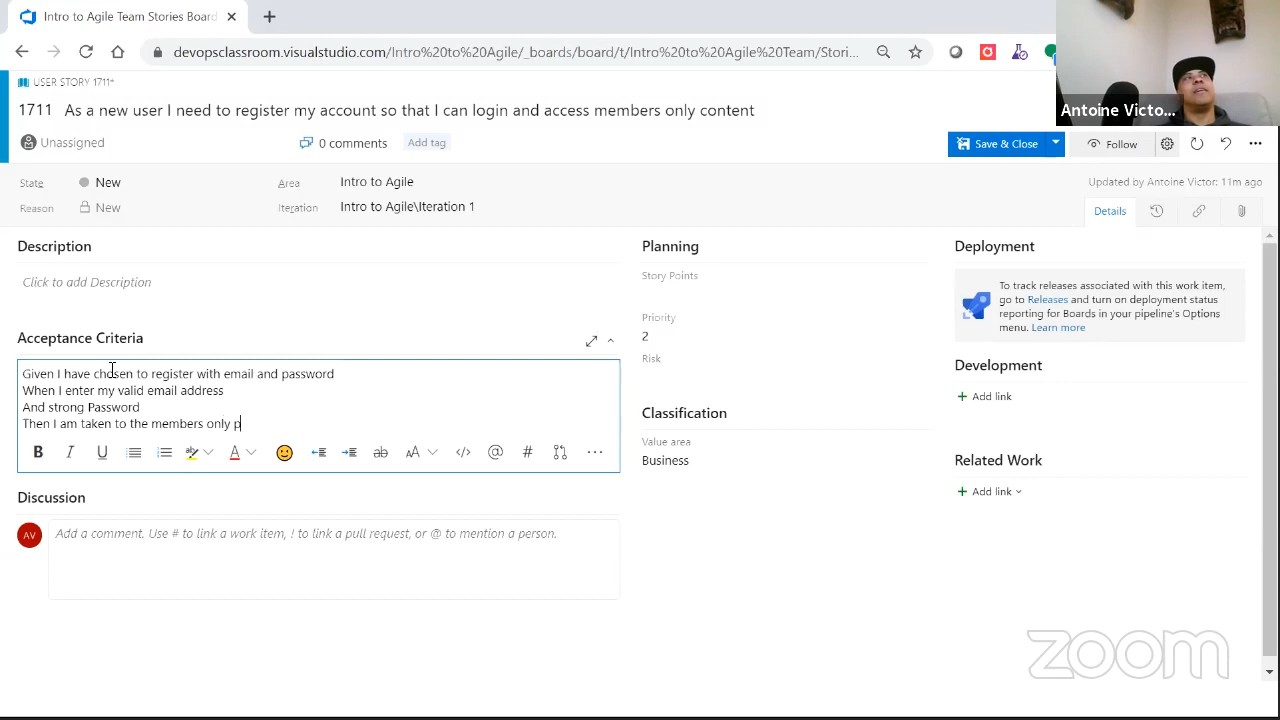 Intro to Agile Team Stories Board
devopsclassroom.visualstudio.com/Intro%20to%20Agile/_boards/board/t/Intro%20to%20Agile%20Team/Stori...
Antoine Victo...
USER STORY 1711*
1711 As a new user I need to register my account so that I can login and access members only content
Unassigned
0 comments
Add tag
Save & Close
Follow
State
New
Area
Intro to Agile
Updated by Antoine Victor: 11m ago
Reason
New
Iteration
Intro to Agile\Iteration 1
Details
Description
Click to add Description
Acceptance Criteria
Given I have chosen to register with email and password
When I enter my valid email address
And strong Password
Then I am taken to the members only p
B I U A ab AA </> @ #
Discussion
AV
Add a comment. Use # to link a work item, ! to link a pull request, or @ to mention a person.
Planning
Story Points
Priority
2
Risk
Classification
Value area
Business
Deployment
To track releases associated with this work item,
go to Releases and turn on deployment status
reporting for Boards in your pipeline's Options
menu. Learn more
Development
+ Add link
Related Work
+ Add link
zoom